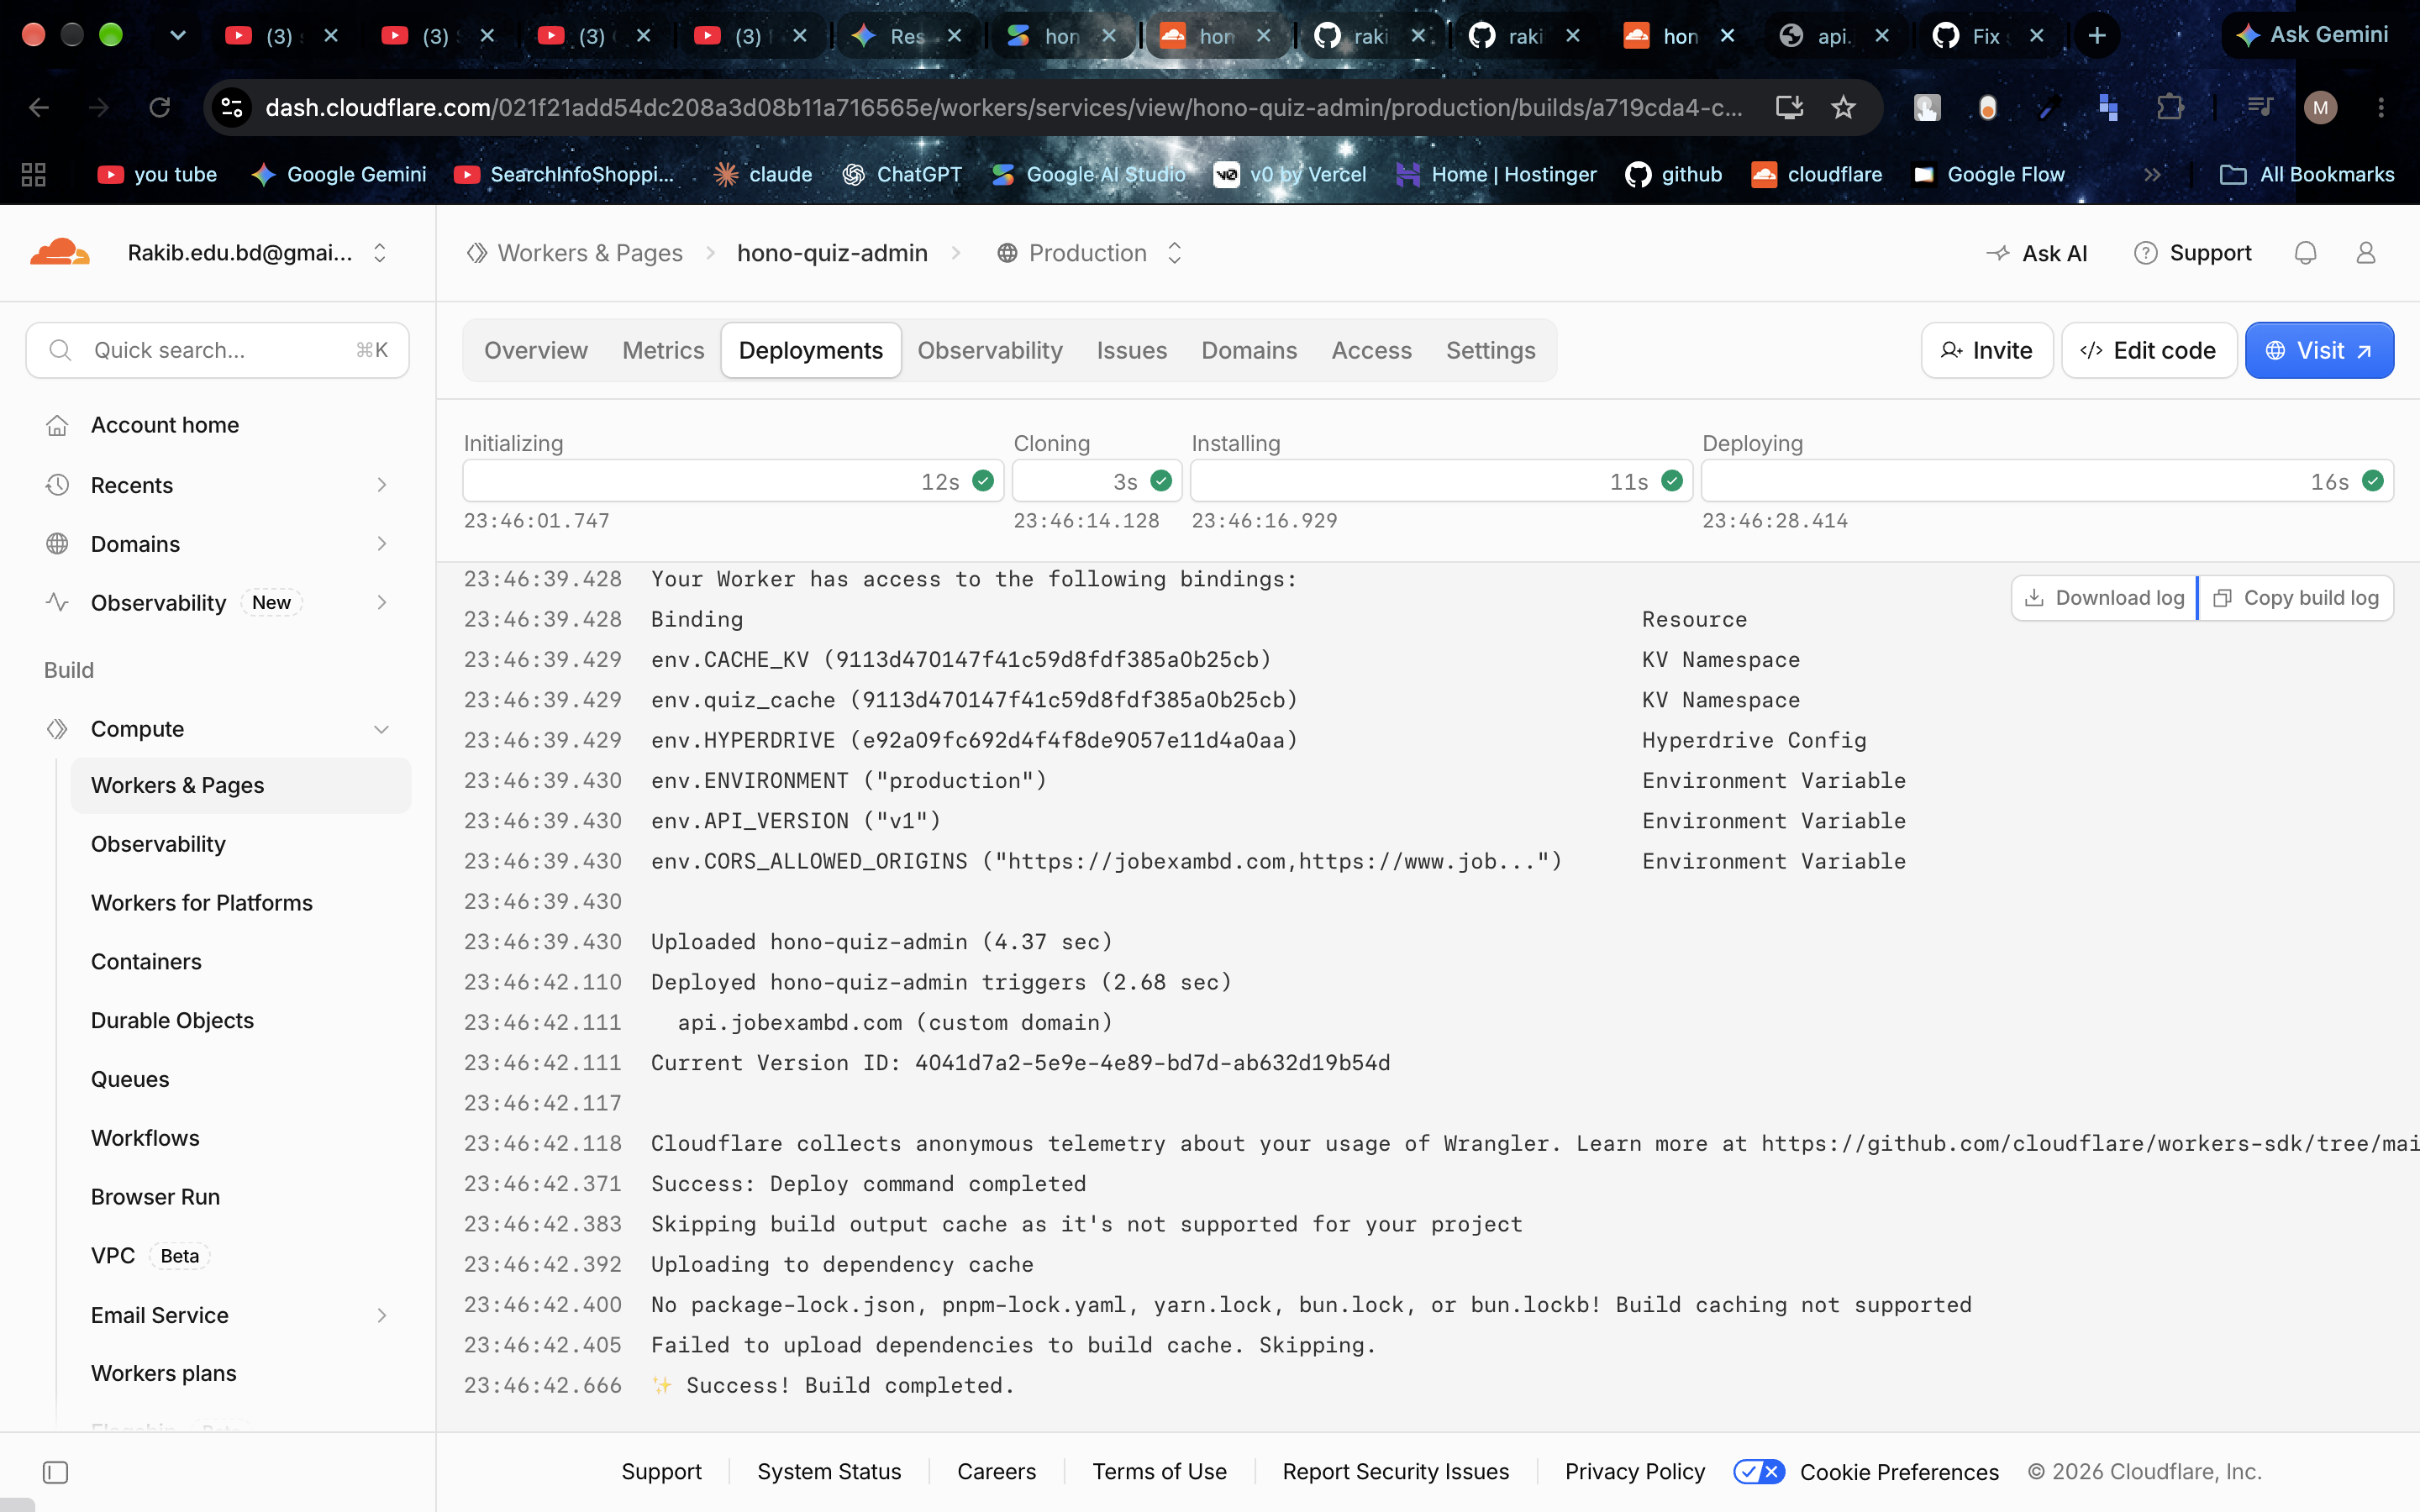 (3)
(3)
(3)
(3)
Res
hon
hon
raki
raki
hon
api.
Fix
Ask Gemini
dash.cloudflare.com/021f21add54dc208a3d08b11a716565e/workers/services/view/hono-quiz-admin/production/builds/a719cda4-c...
M
you tube
Google Gemini
SearchInfoShoppi...
claude
ChatGPT
Google AI Studio
v0 by Vercel
Home | Hostinger
github
cloudflare
Google Flow
All Bookmarks
Rakib.edu.bd@gmai...
Workers & Pages
hono-quiz-admin
Production
Ask AI
Support
Quick search...
⌘K
Overview
Metrics
Deployments
Observability
Issues
Domains
Access
Settings
Invite
Edit code
Visit
Account home
Recents
Domains
Observability New
Build
Compute
Workers & Pages
Observability
Workers for Platforms
Containers
Durable Objects
Queues
Workflows
Browser Run
VPC Beta
Email Service
Workers plans
Initializing
12s
23:46:01.747
Cloning
3s
23:46:14.128
Installing
11s
23:46:16.929
Deploying
16s
23:46:28.414
Download log
Copy build log
23:46:39.428 Your Worker has access to the following bindings:
23:46:39.428 Binding Resource
23:46:39.429 env.CACHE_KV (9113d470147f41c59d8fdf385a0b25cb) KV Namespace
23:46:39.429 env.quiz_cache (9113d470147f41c59d8fdf385a0b25cb) KV Namespace
23:46:39.429 env.HYPERDRIVE (e92a09fc692d4f4f8de9057e11d4a0aa) Hyperdrive Config
23:46:39.430 env.ENVIRONMENT ("production") Environment Variable
23:46:39.430 env.API_VERSION ("v1") Environment Variable
23:46:39.430 env.CORS_ALLOWED_ORIGINS ("https://jobexambd.com,https://www.job...") Environment Variable
23:46:39.430
23:46:39.430 Uploaded hono-quiz-admin (4.37 sec)
23:46:42.110 Deployed hono-quiz-admin triggers (2.68 sec)
23:46:42.111 api.jobexambd.com (custom domain)
23:46:42.111 Current Version ID: 4041d7a2-5e9e-4e89-bd7d-ab632d19b54d
23:46:42.117
23:46:42.118 Cloudflare collects anonymous telemetry about your usage of Wrangler. Learn more at https://github.com/cloudflare/workers-sdk/tree/mai
23:46:42.371 Success: Deploy command completed
23:46:42.383 Skipping build output cache as it's not supported for your project
23:46:42.392 Uploading to dependency cache
23:46:42.400 No package-lock.json, pnpm-lock.yaml, yarn.lock, bun.lock, or bun.lockb! Build caching not supported
23:46:42.405 Failed to upload dependencies to build cache. Skipping.
23:46:42.666 ✨ Success! Build completed.
Support
System Status
Careers
Terms of Use
Report Security Issues
Privacy Policy
Cookie Preferences
© 2026 Cloudflare, Inc.